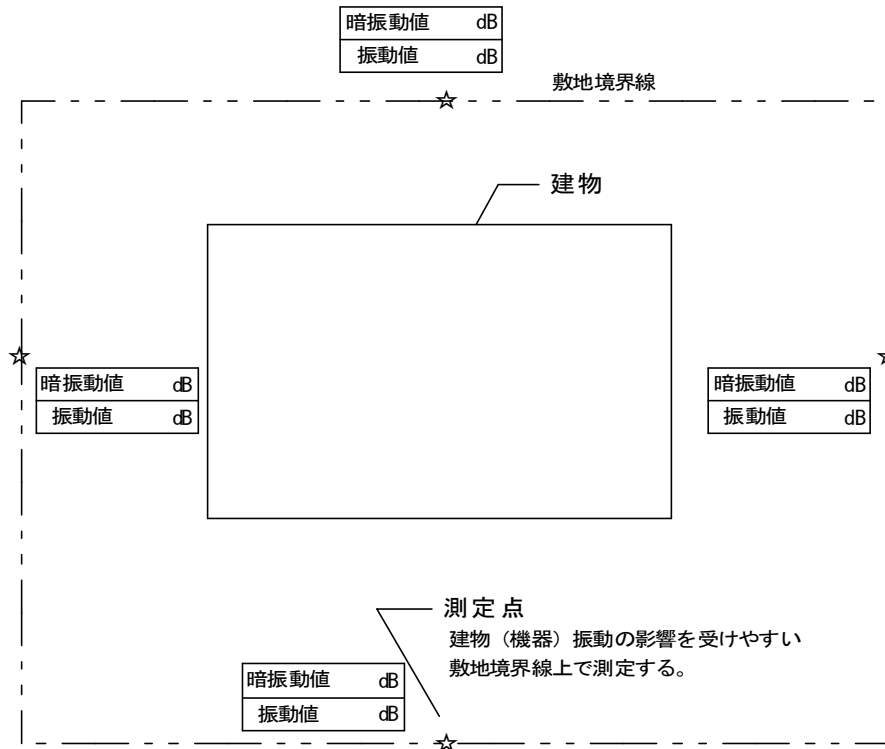 暗振動値 dB
振動値 dB
敷地境界線
建物
暗振動値 dB
振動値 dB
暗振動値 dB
振動値 dB
測定点
建物（機器）振動の影響を受けやすい
敷地境界線上で測定する。
暗振動値 dB
振動値 dB